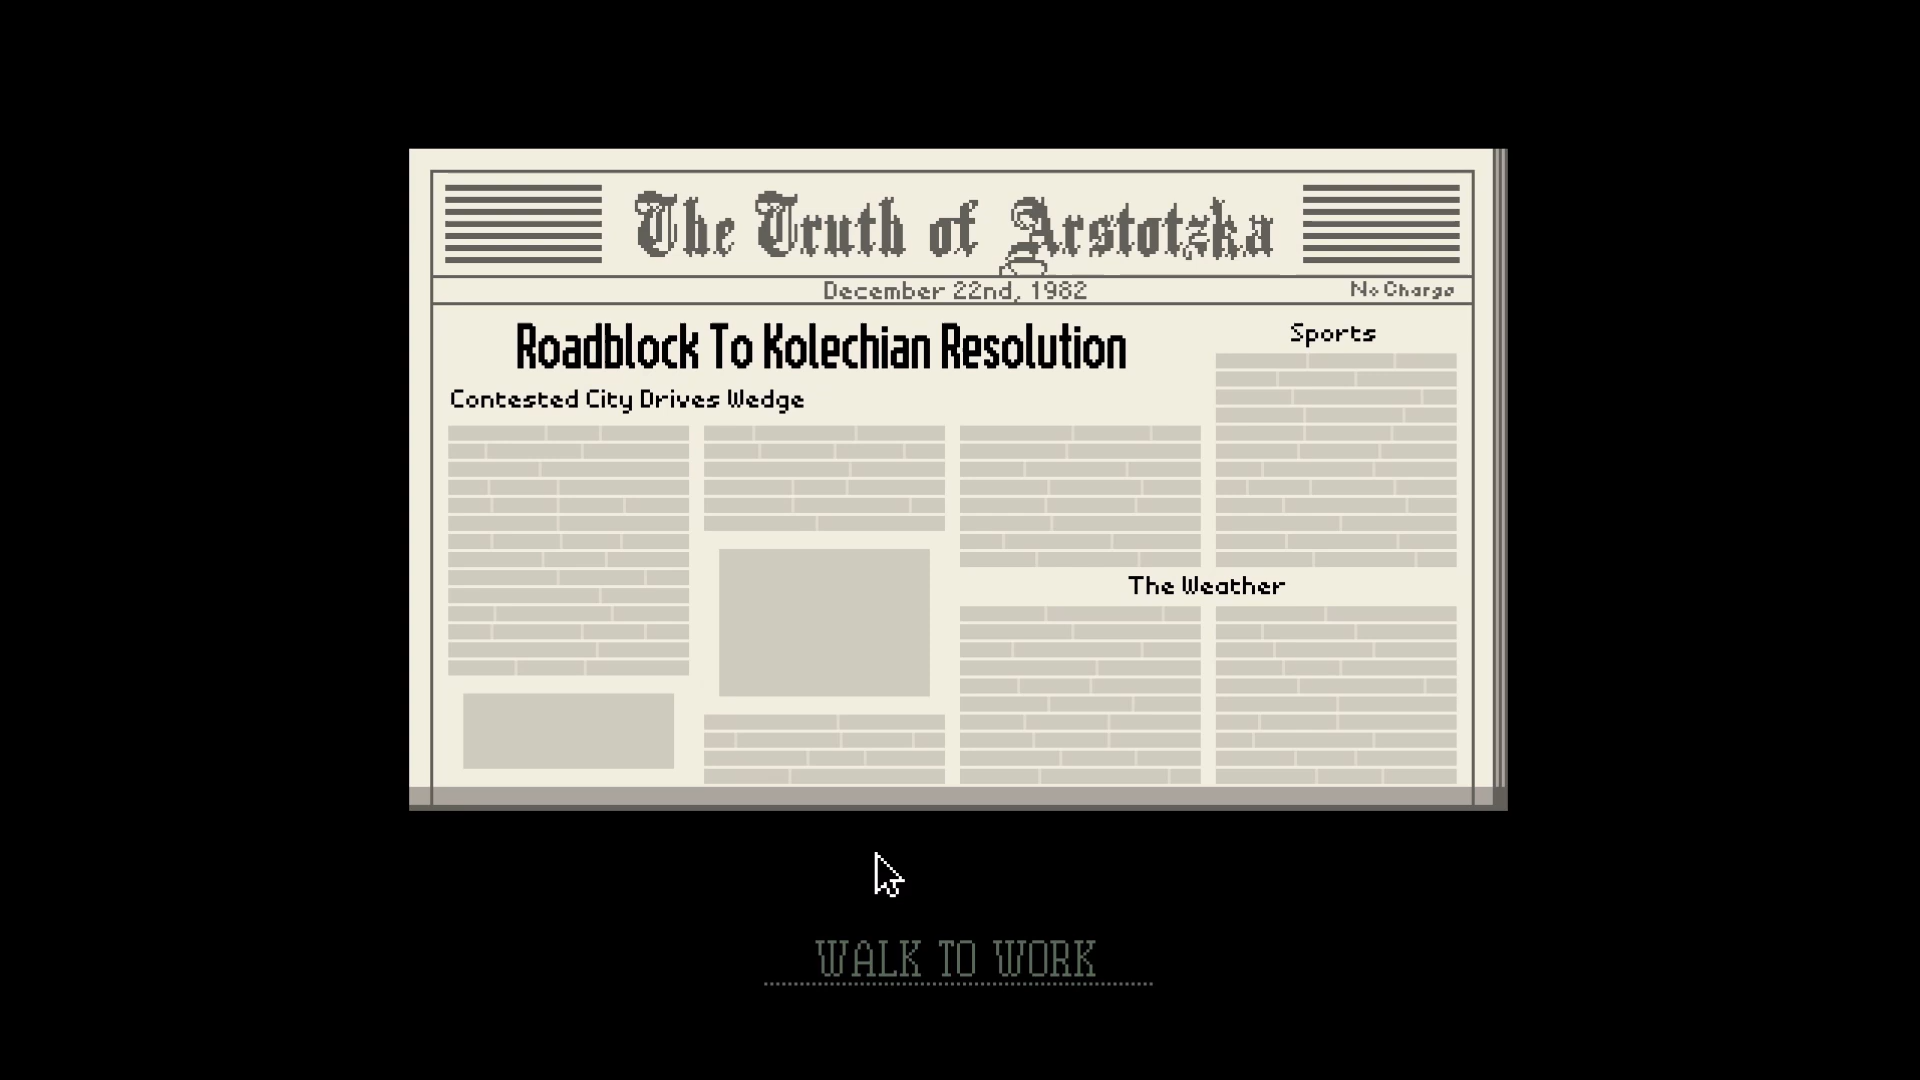 The Truth of Arstotzka
December 22nd, 1982
No Charge
Roadblock To Kolechian Resolution
Contested City Drives Wedge
Sports
The Weather
WALK TO WORK